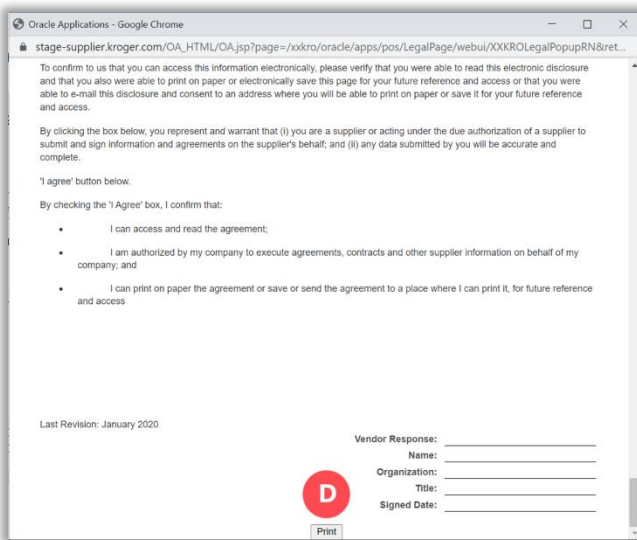 Oracle Applications - Google Chrome
stage-supplier.kroger.com/OA_HTML/OA.jsp?page=/xxkro/oracle/apps/pos/LegalPage/webui/XXKROLegalPopupRN&ret...
To confirm to us that you can access this information electronically, please verify that you were able to read this electronic disclosure
and that you also were able to print on paper or electronically save this page for your future reference and access or that you were
able to e-mail this disclosure and consent to an address where you will be able to print on paper or save it for your future reference
and access.
By clicking the box below, you represent and warrant that (i) you are a supplier or acting under the due authorization of a supplier to
submit and sign information and agreements on the supplier's behalf; and (ii) any data submitted by you will be accurate and
complete.
'I agree' button below.
By checking the 'I Agree' box, I confirm that:
• I can access and read the agreement;
• I am authorized by my company to execute agreements, contracts and other supplier information on behalf of my
company; and
• I can print on paper the agreement or save or send the agreement to a place where I can print it, for future reference
and access
Last Revision: January 2020
Vendor Response:
Name:
Organization:
Title:
Signed Date:
D
Print